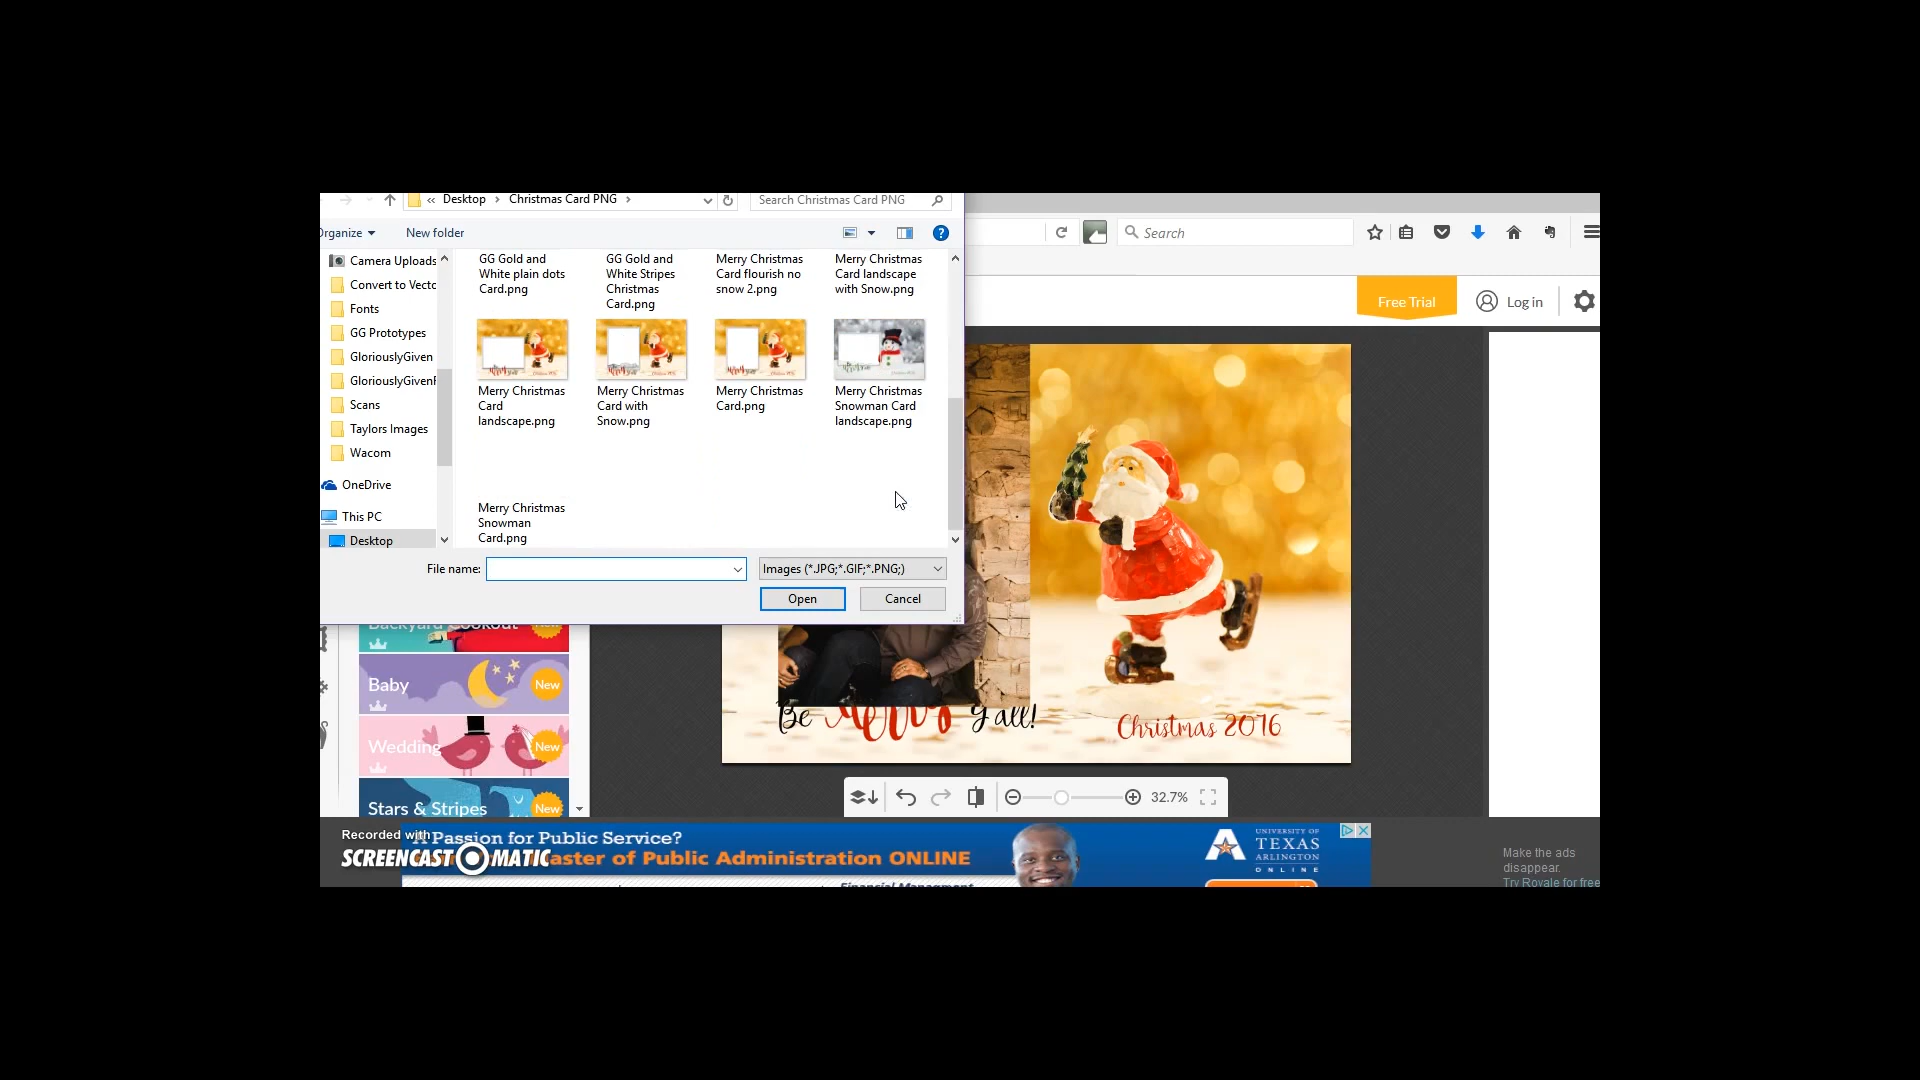 Desktop > Christmas Card PNG >
Search Christmas Card PNG
Organize
New folder
Search
Camera Uploads
Convert to Vecto
Fonts
GG Prototypes
GloriouslyGiven
GloriouslyGivenF
Scans
Taylors Images
Wacom
OneDrive
This PC
Desktop
GG Gold and
White plain dots
Card.png
GG Gold and
White Stripes
Christmas
Card.png
Merry Christmas
Card flourish no
snow 2.png
Merry Christmas
Card landscape
with Snow.png
Merry Christmas
Card
landscape.png
Merry Christmas
Card with
Snow.png
Merry Christmas
Card.png
Merry Christmas
Snowman Card
landscape.png
Merry Christmas
Snowman
Card.png
File name:
Images (*.JPG;*.GIF;*.PNG;)
Open
Cancel
Free Trial
Log in
Backyard Cookout
Baby
New
Wedding
New
Stars & Stripes
New
Be Merry Y'all!
Christmas 2016
32.7%
Recorded with
SCREENCAST-O-MATIC
A Passion for Public Service?
Master of Public Administration ONLINE
Financial Managment
UNIVERSITY OF
TEXAS
ARLINGTON
ONLINE
Make the ads
disappear.
Try Royale for free